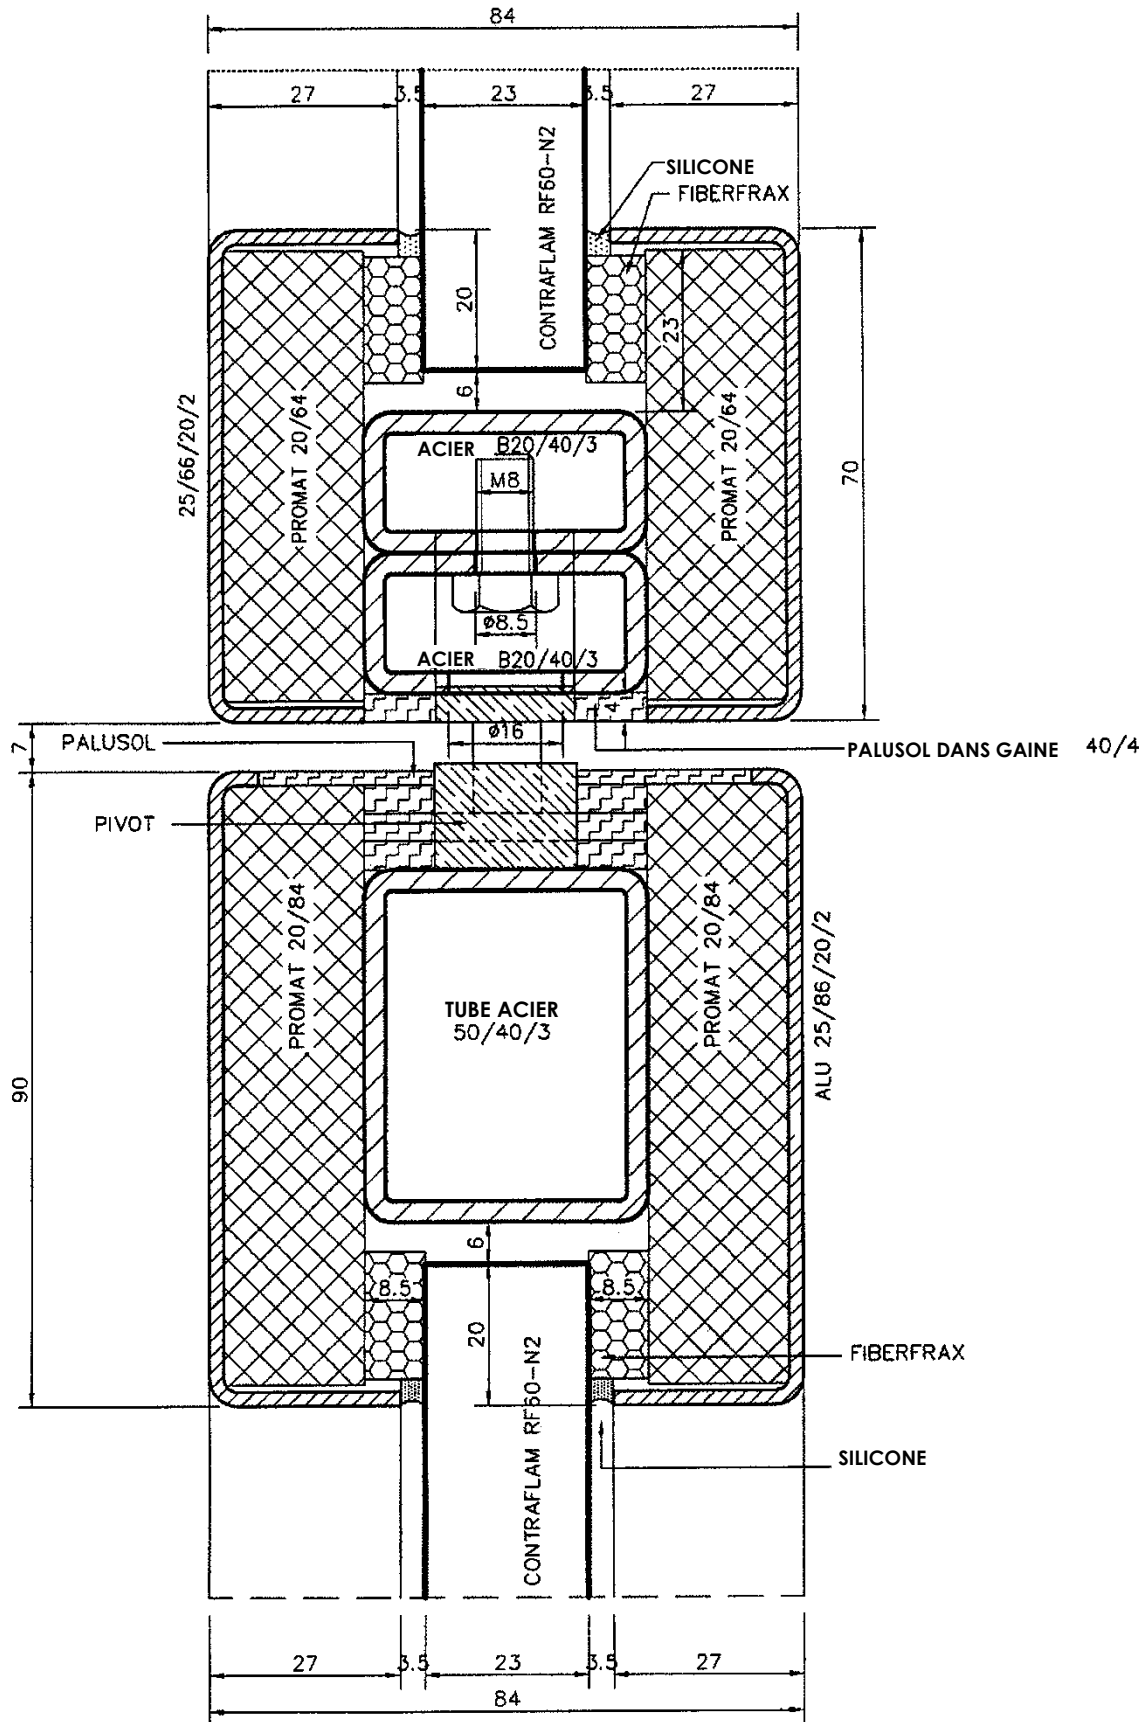 84
27
3.5
23
3.5
27
CONTRAFLAM RF60-N2
SILICONE
FIBERFRAX
20
23
6
25/66/20/2
PROMAT 20/64
PROMAT 20/64
70
ACIER B20/40/3
M8
ø8.5
ACIER B20/40/3
4
ø16
7
PALUSOL
PALUSOL DANS GAINE 40/4
PIVOT
PROMAT 20/84
PROMAT 20/84
ALU 25/86/20/2
TUBE ACIER
50/40/3
90
6
8.5
8.5
20
FIBERFRAX
CONTRAFLAM RF60-N2
SILICONE
27
3.5
23
3.5
27
84